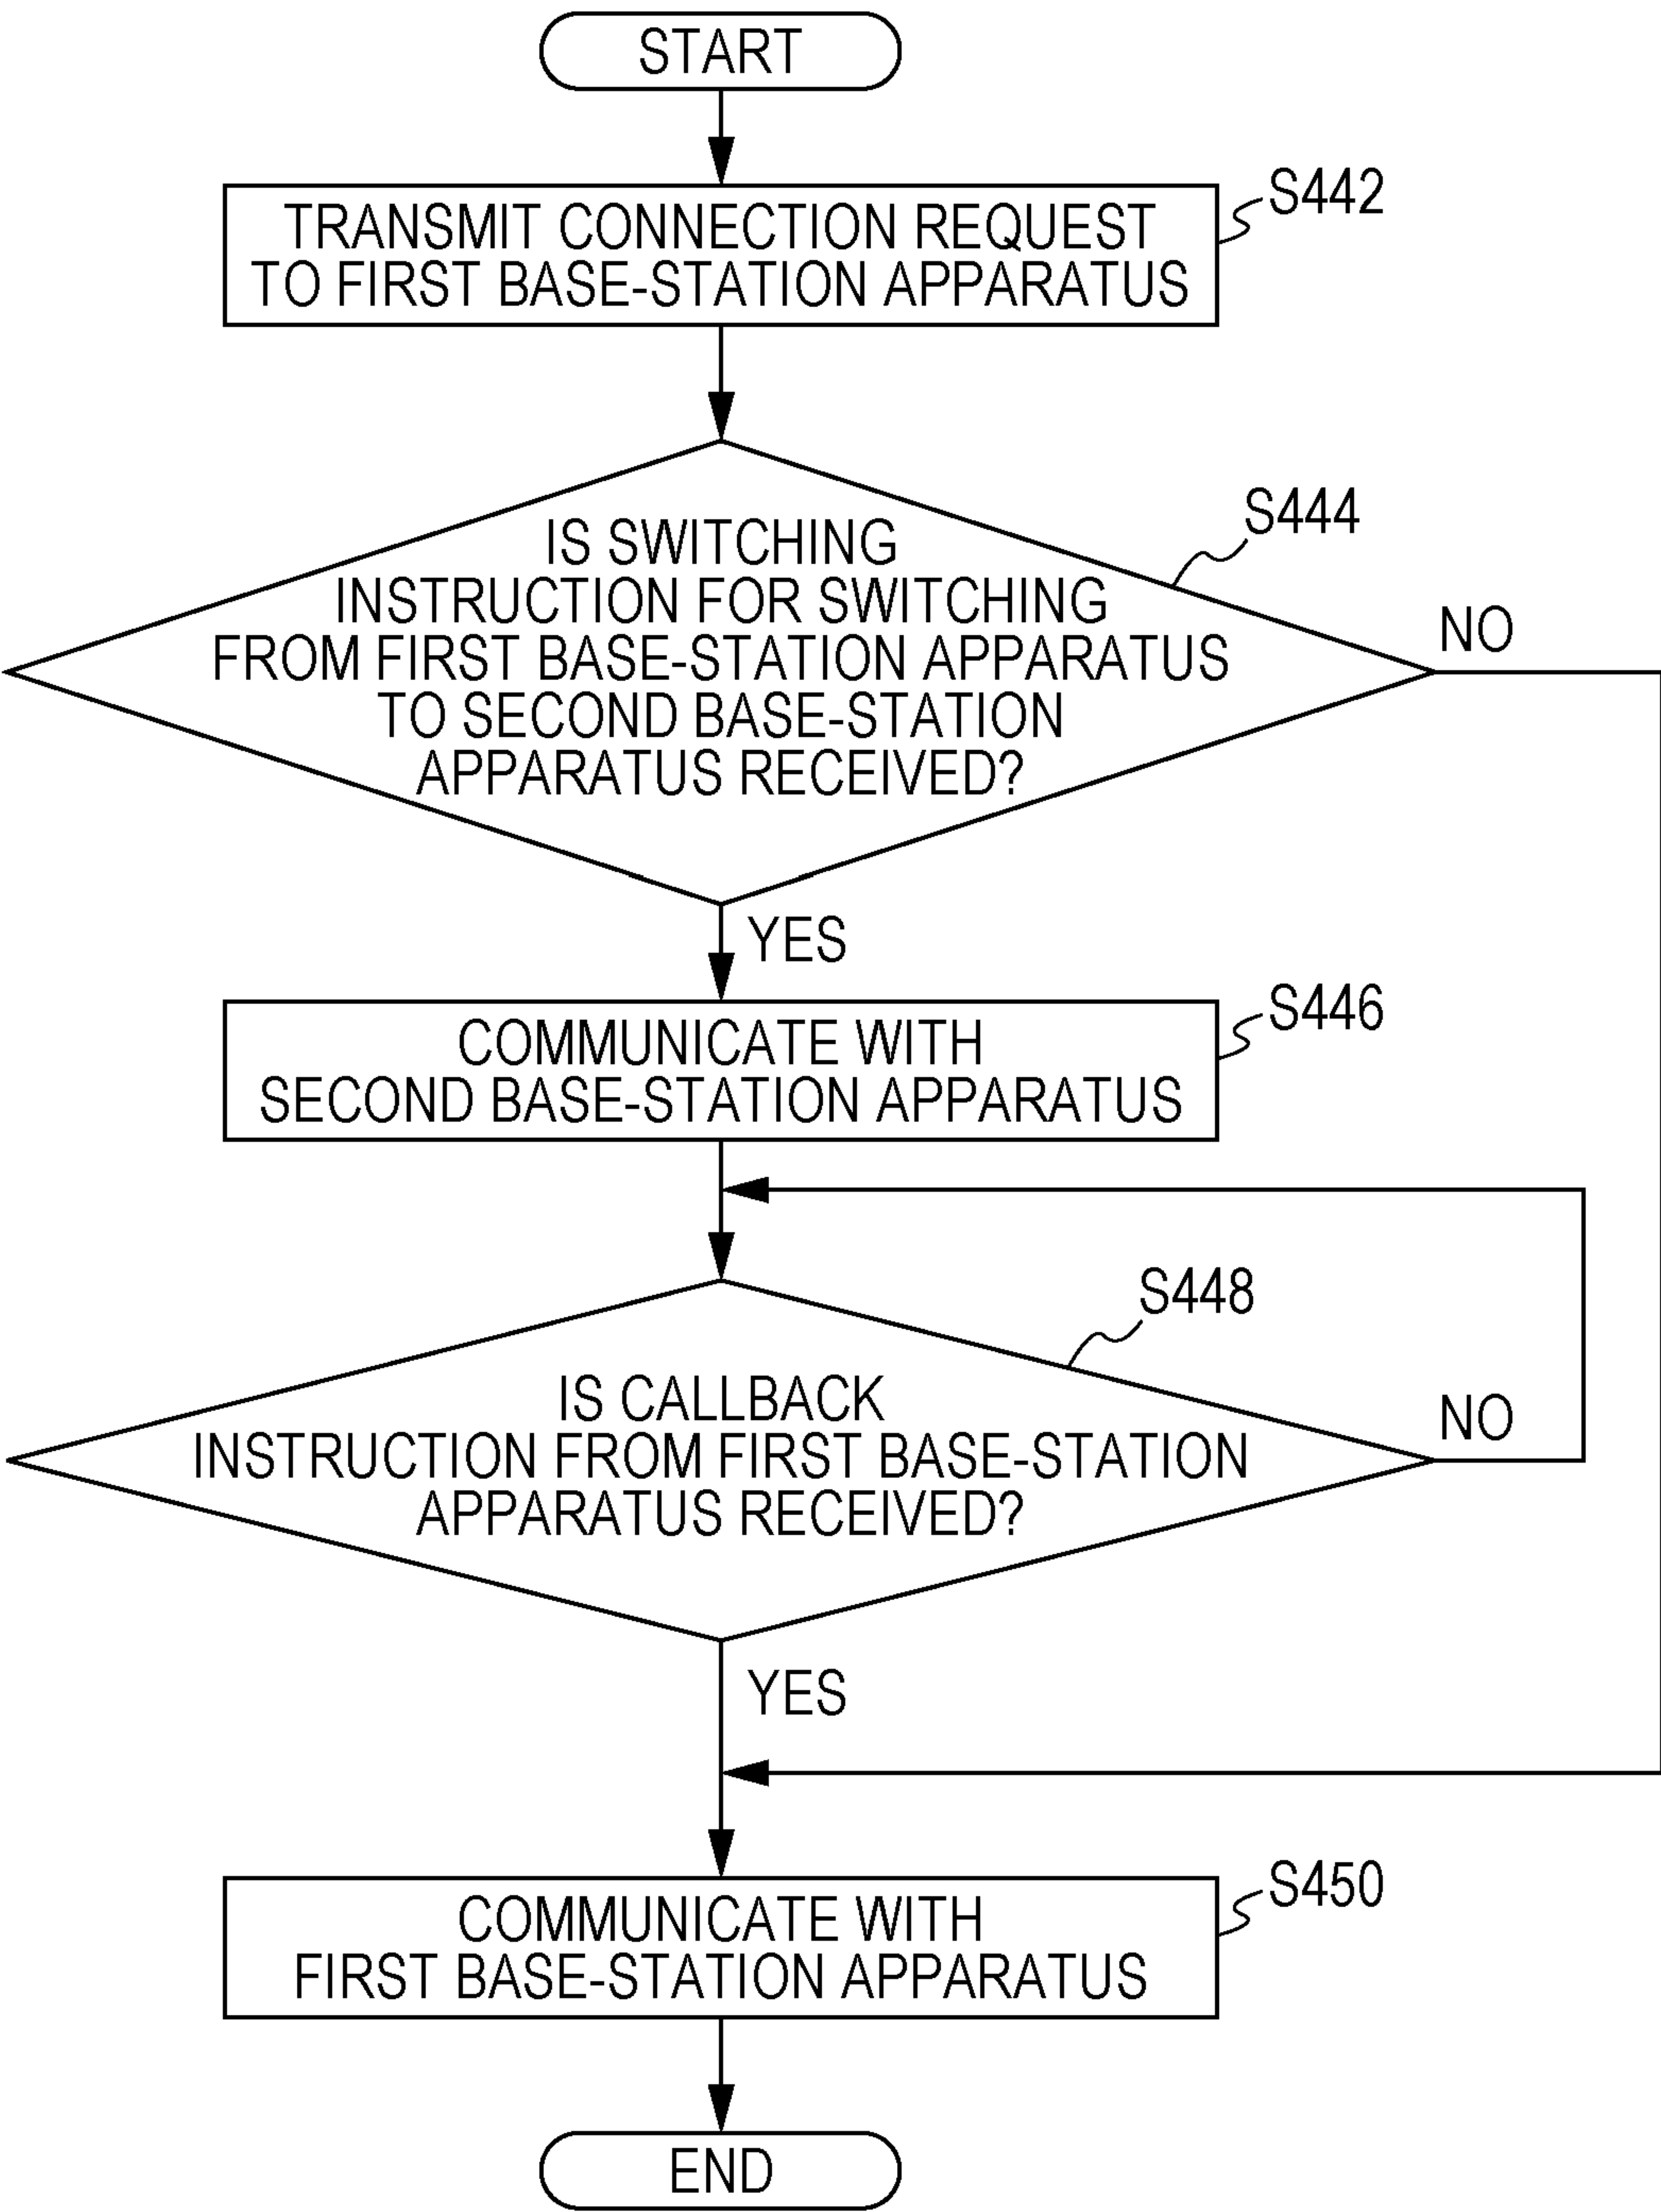 START
S442
TRANSMIT CONNECTION REQUEST
TO FIRST BASE-STATION APPARATUS
S444
IS SWITCHING
INSTRUCTION FOR SWITCHING
FROM FIRST BASE-STATION APPARATUS
TO SECOND BASE-STATION
APPARATUS RECEIVED?
NO
YES
S446
COMMUNICATE WITH
SECOND BASE-STATION APPARATUS
S448
IS CALLBACK
INSTRUCTION FROM FIRST BASE-STATION
APPARATUS RECEIVED?
NO
YES
S450
COMMUNICATE WITH
FIRST BASE-STATION APPARATUS
END